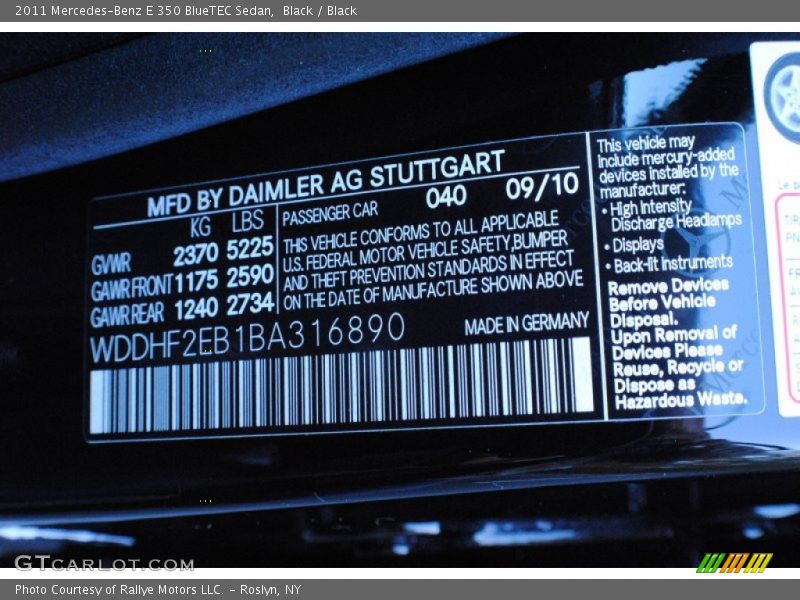 2011 Mercedes-Benz E 350 BlueTEC Sedan,  Black / Black
MFD BY DAIMLER AG STUTTGART
KG LBS
GVWR 2370 5225
GAWR FRONT 1175 2590
GAWR REAR 1240 2734
PASSENGER CAR 040 09/10
THIS VEHICLE CONFORMS TO ALL APPLICABLE
U.S. FEDERAL MOTOR VEHICLE SAFETY,BUMPER
AND THEFT PREVENTION STANDARDS IN EFFECT
ON THE DATE OF MANUFACTURE SHOWN ABOVE
WDDHF2EB1BA316890
MADE IN GERMANY
This vehicle may
include mercury-added
devices installed by the
manufacturer:
• High Intensity
Discharge Headlamps
• Displays
• Back-lit Instruments
Remove Devices
Before Vehicle
Disposal.
Upon Removal of
Devices Please
Reuse, Recycle or
Dispose as
Hazardous Waste.
GTCARLOT.COM
Photo Courtesy of Rallye Motors LLC. - Roslyn, NY